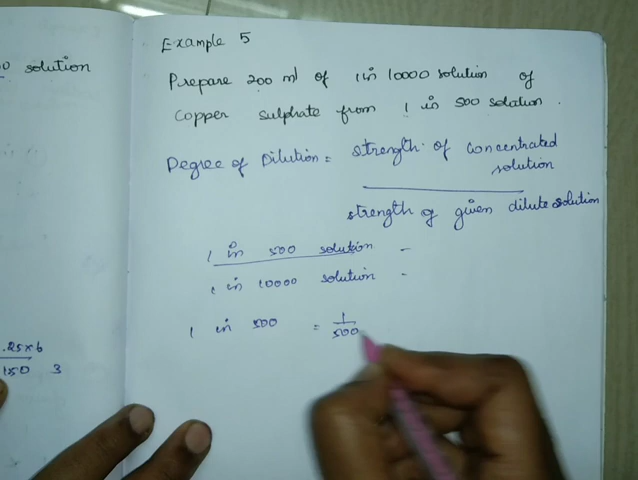 0 solution
Example 5
Prepare 200 ml of 1 in 10000 solution of
Copper sulphate from 1 in 500 solution.
Degree of Dilution = strength of concentrated
solution
strength of given dilute solution
1 in 500 solution -
1 in 10000 solution -
1 in 500 = 1
500
.25 x 6
150 3